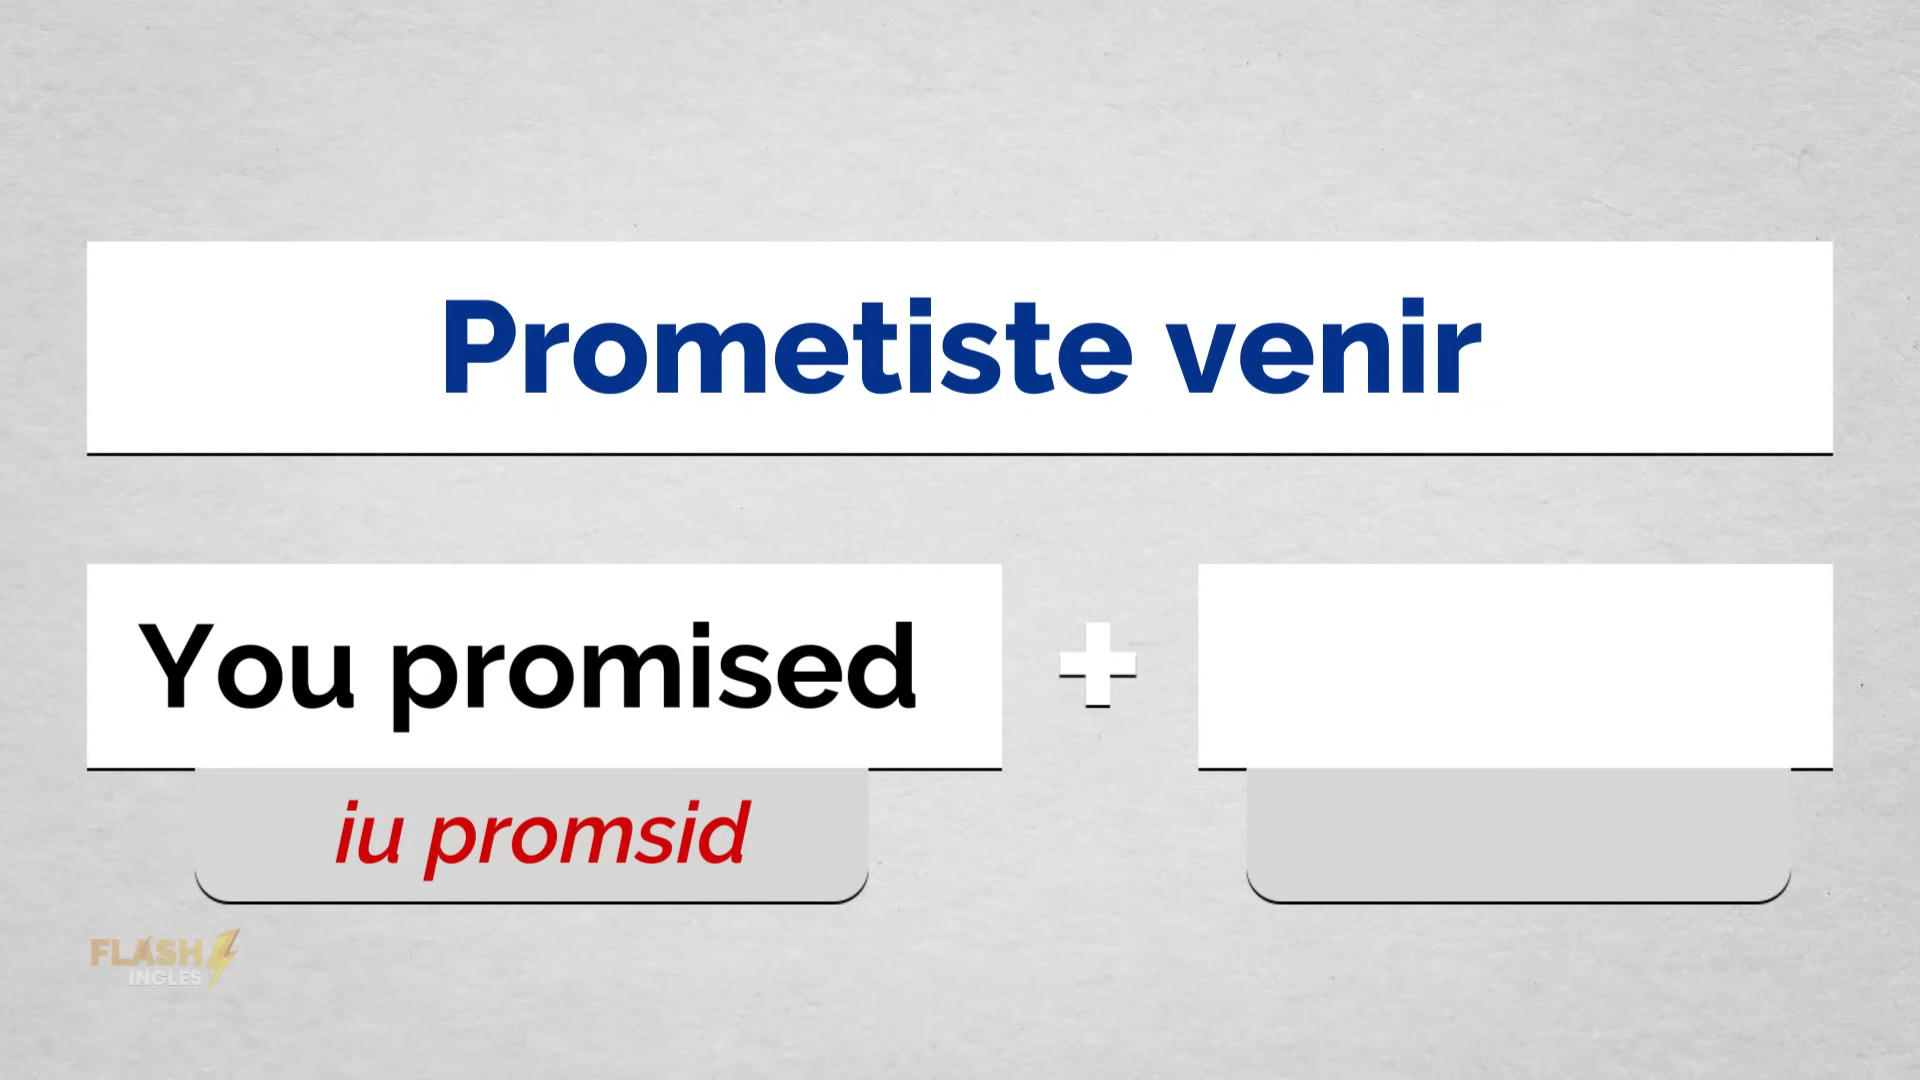 Prometiste venir
You promised +
iu promsid
FLASH
INGLES